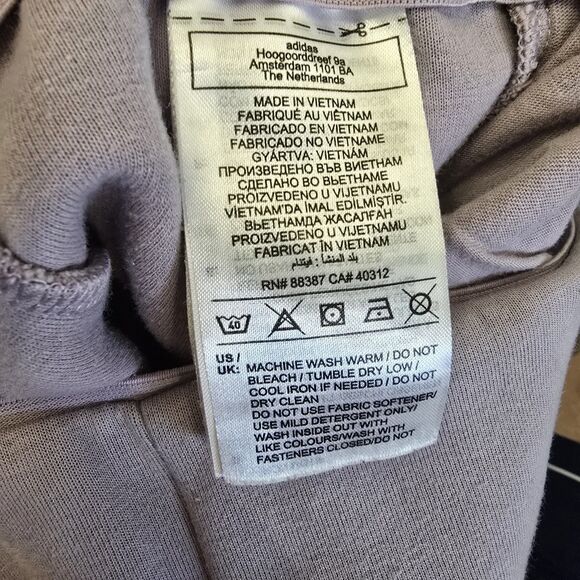 adidas
Hoogoorddreef 9a
Amsterdam 1101 BA
The Netherlands
MADE IN VIETNAM
FABRIQUÉ AU VIÊTNAM
FABRICADO EN VIETNAM
FABRICADO NO VIETNAME
GYÁRTVA: VIETNÁM
ПРОИЗВЕДЕНО ВЪВ ВИЕТНАМ
СДЕЛАНО ВО ВЬЕТНАМЕ
PROIZVEDENO U VIJETNAMU
VİETNAM'DA İMAL EDİLMİŞTİR.
ВЬЕТНАМДА ЖАСАЛҒАН
PROIZVEDENO U VIJETNAMU
FABRICAT ÎN VIETNAM
بلد المنشأ: فيتنام
RN# 88387 CA# 40312
40
US / UK: MACHINE WASH WARM / DO NOT
BLEACH / TUMBLE DRY LOW /
COOL IRON IF NEEDED / DO NOT
DRY CLEAN
DO NOT USE FABRIC SOFTENER/
USE MILD DETERGENT ONLY/
WASH INSIDE OUT WITH
LIKE COLOURS/WASH WITH
FASTENERS CLOSED/DO NOT